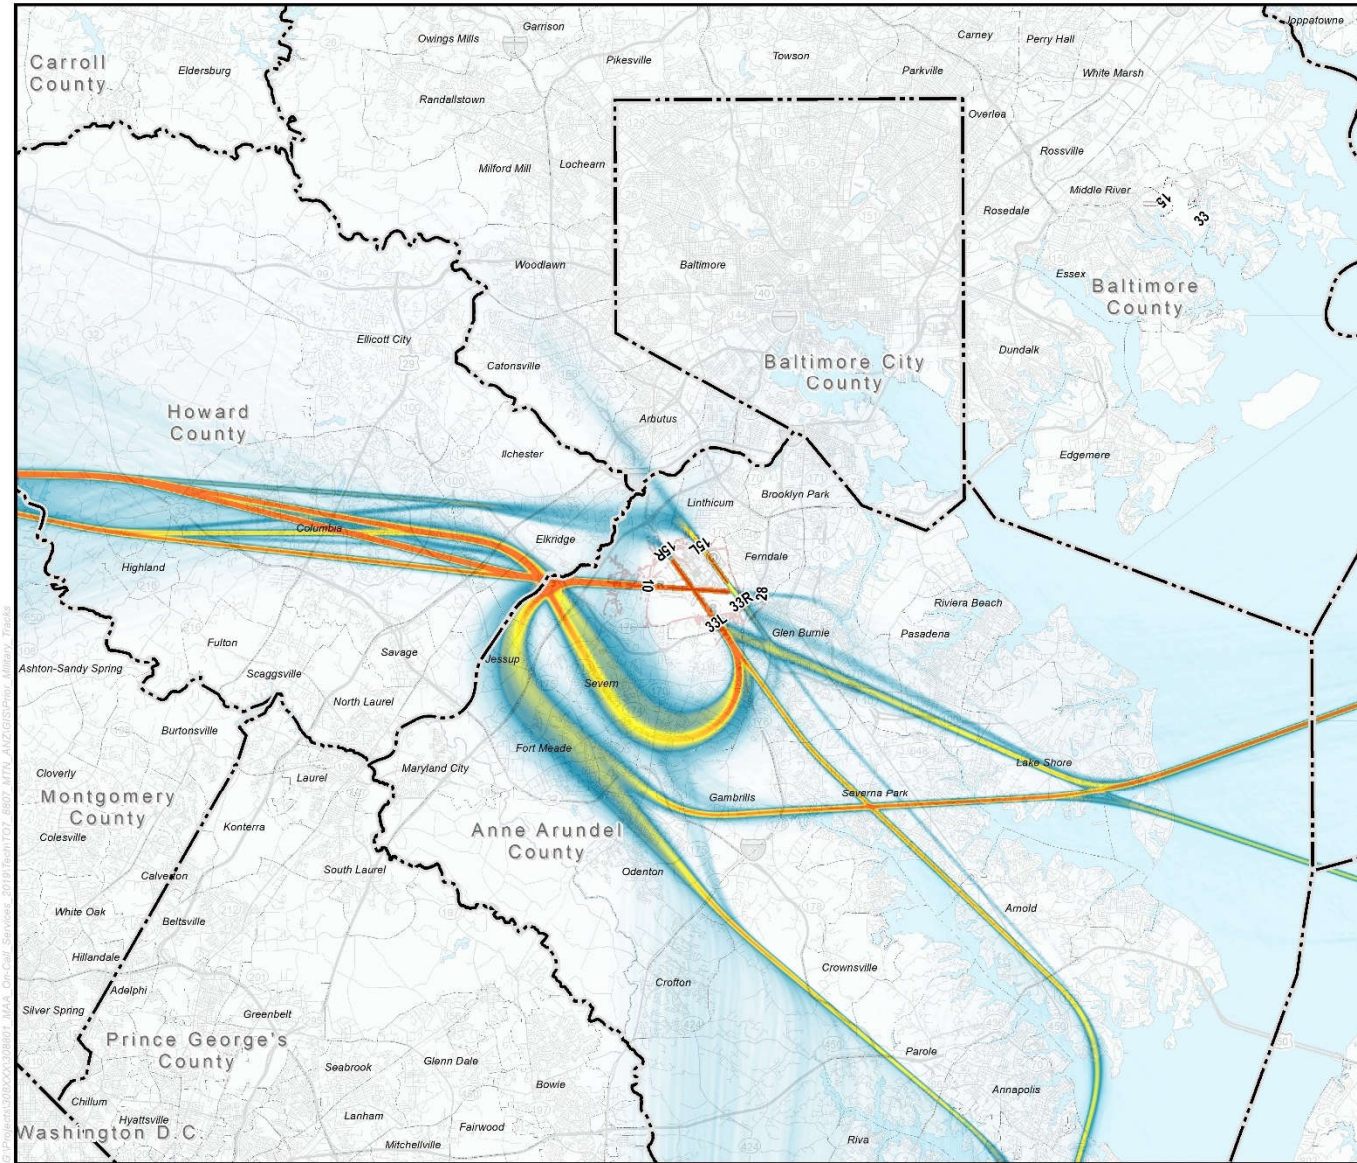 Garrison
Joppatowne
Owings Mills
Carney
Perry Hall
Carroll
County
Eldersburg
Pikesville
Towson
Parkville
White Marsh
Randallstown
Overlea
Milford Mill
Lochearn
Rossville
Middle River
15
33
Rosedale
Woodlawn
Baltimore
Essex
Baltimore
County
40
Ellicott City
29
Catonsville
Baltimore City
County
Dundalk
Howard
County
Arbutus
Ilchester
Edgemere
Linthicum
Brooklyn Park
Columbia
Elkridge
15R
15L
Ferndale
Highland
10
33R
28
33L
Riviera Beach
Glen Burnie
Pasadena
Fulton
Savage
Jessup
Ashton-Sandy Spring
Scaggsville
Severn
North Laurel
Burtonsville
Fort Meade
Lake Shore
Cloverly
Laurel
Maryland City
Montgomery
County
Gambrills
Severna Park
Konterra
Anne Arundel
County
Colesville
Calverton
South Laurel
Odenton
White Oak
Beltsville
Arnold
Hillandale
Crownsville
Adelphi
Crofton
Silver Spring
Greenbelt
Prince George's
County
Seabrook
Glenn Dale
Parole
Bowie
Annapolis
Chillum
Hyattsville
Lanham
Fairwood
Washington D.C.
Mitchellville
Riva